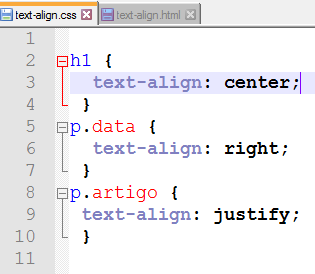 text-align.css text-align.html
1
2 h1 {
3 text-align: center;
4 }
5 p.data {
6 text-align: right;
7 }
8 p.artigo {
9 text-align: justify;
10 }
11